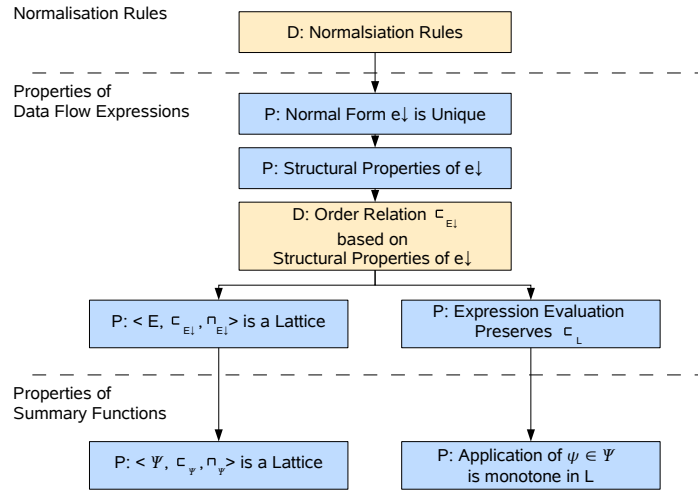 Normalisation Rules
D: Normalsiation Rules
Properties of
Data Flow Expressions
P: Normal Form e↓ is Unique
P: Structural Properties of e↓
D: Order Relation ⊏E↓
based on
Structural Properties of e↓
P: < E, ⊏E↓, ⊓E↓> is a Lattice
P: Expression Evaluation
Preserves ⊏L
Properties of
Summary Functions
P: < Ψ, ⊏Ψ, ⊓Ψ> is a Lattice
P: Application of ψ ∈ Ψ
is monotone in L